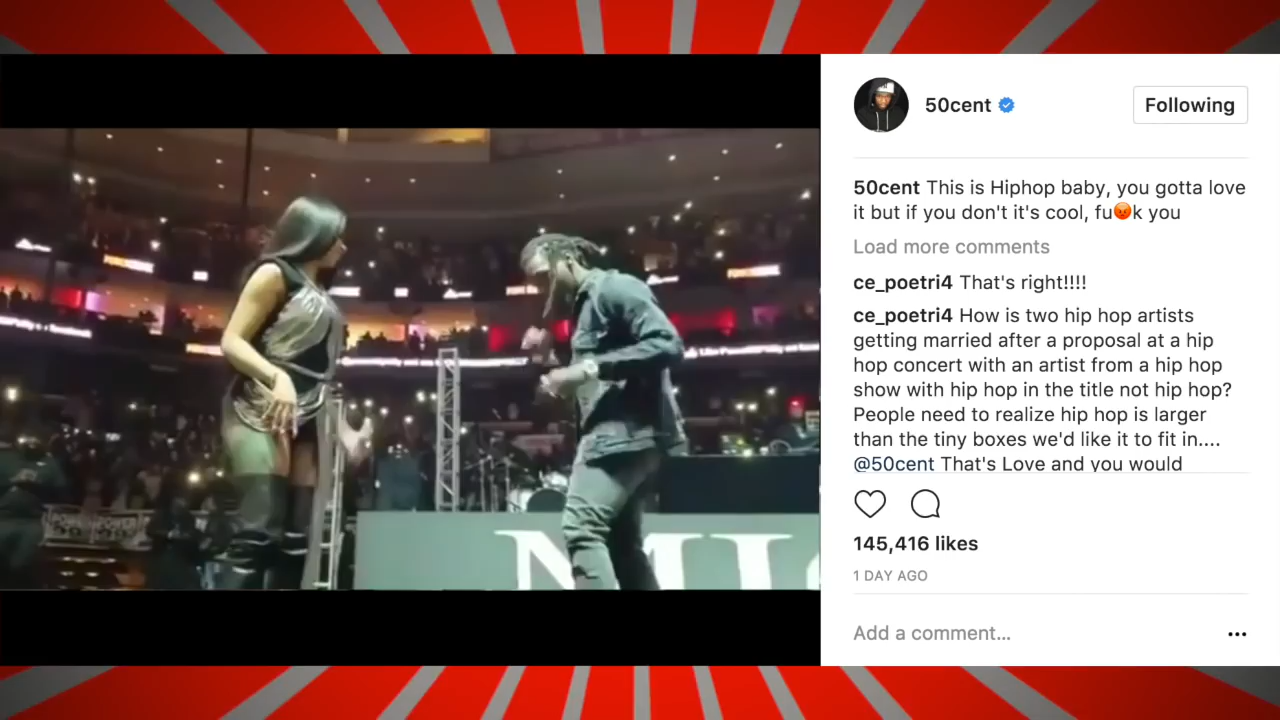 50cent
Following
50cent This is Hiphop baby, you gotta love
it but if you don't it's cool, fu😡k you
Load more comments
ce_poetri4 That's right!!!!
ce_poetri4 How is two hip hop artists
getting married after a proposal at a hip
hop concert with an artist from a hip hop
show with hip hop in the title not hip hop?
People need to realize hip hop is larger
than the tiny boxes we'd like it to fit in....
@50cent That's Love and you would
145,416 likes
1 DAY AGO
Add a comment...